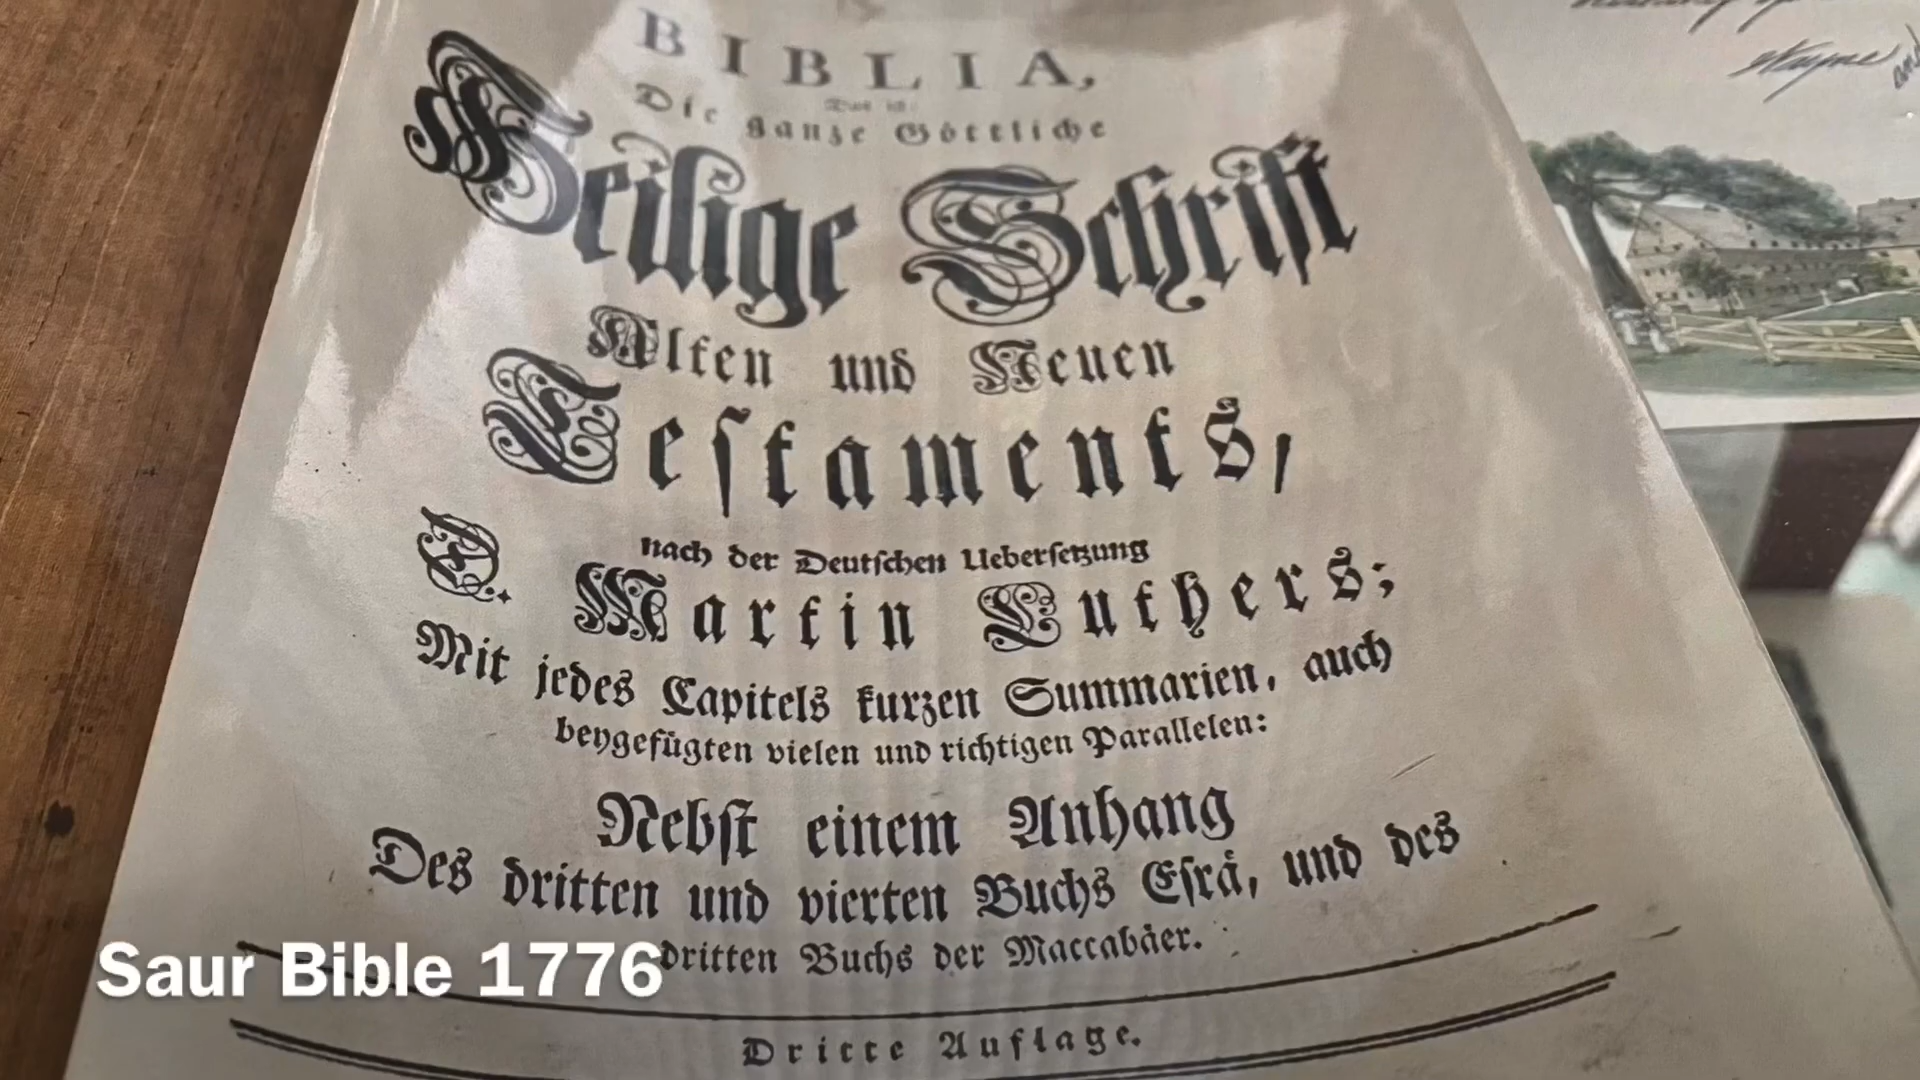 BIBLIA,
Das ist:
Die ganze Göttliche
Heilige Schrift
Alten und Neuen
Testaments,
nach der Deutschen Uebersetzung
D. Martin Luthers;
Mit jedes Capitels kurzen Summarien, auch
beygefügten vielen und richtigen Parallelen:
Nebst einem Anhang
Des dritten und vierten Buchs Esrä, und des
dritten Buchs der Maccabäer.
Dritte Auflage.
Saur Bible 1776
Wayne and